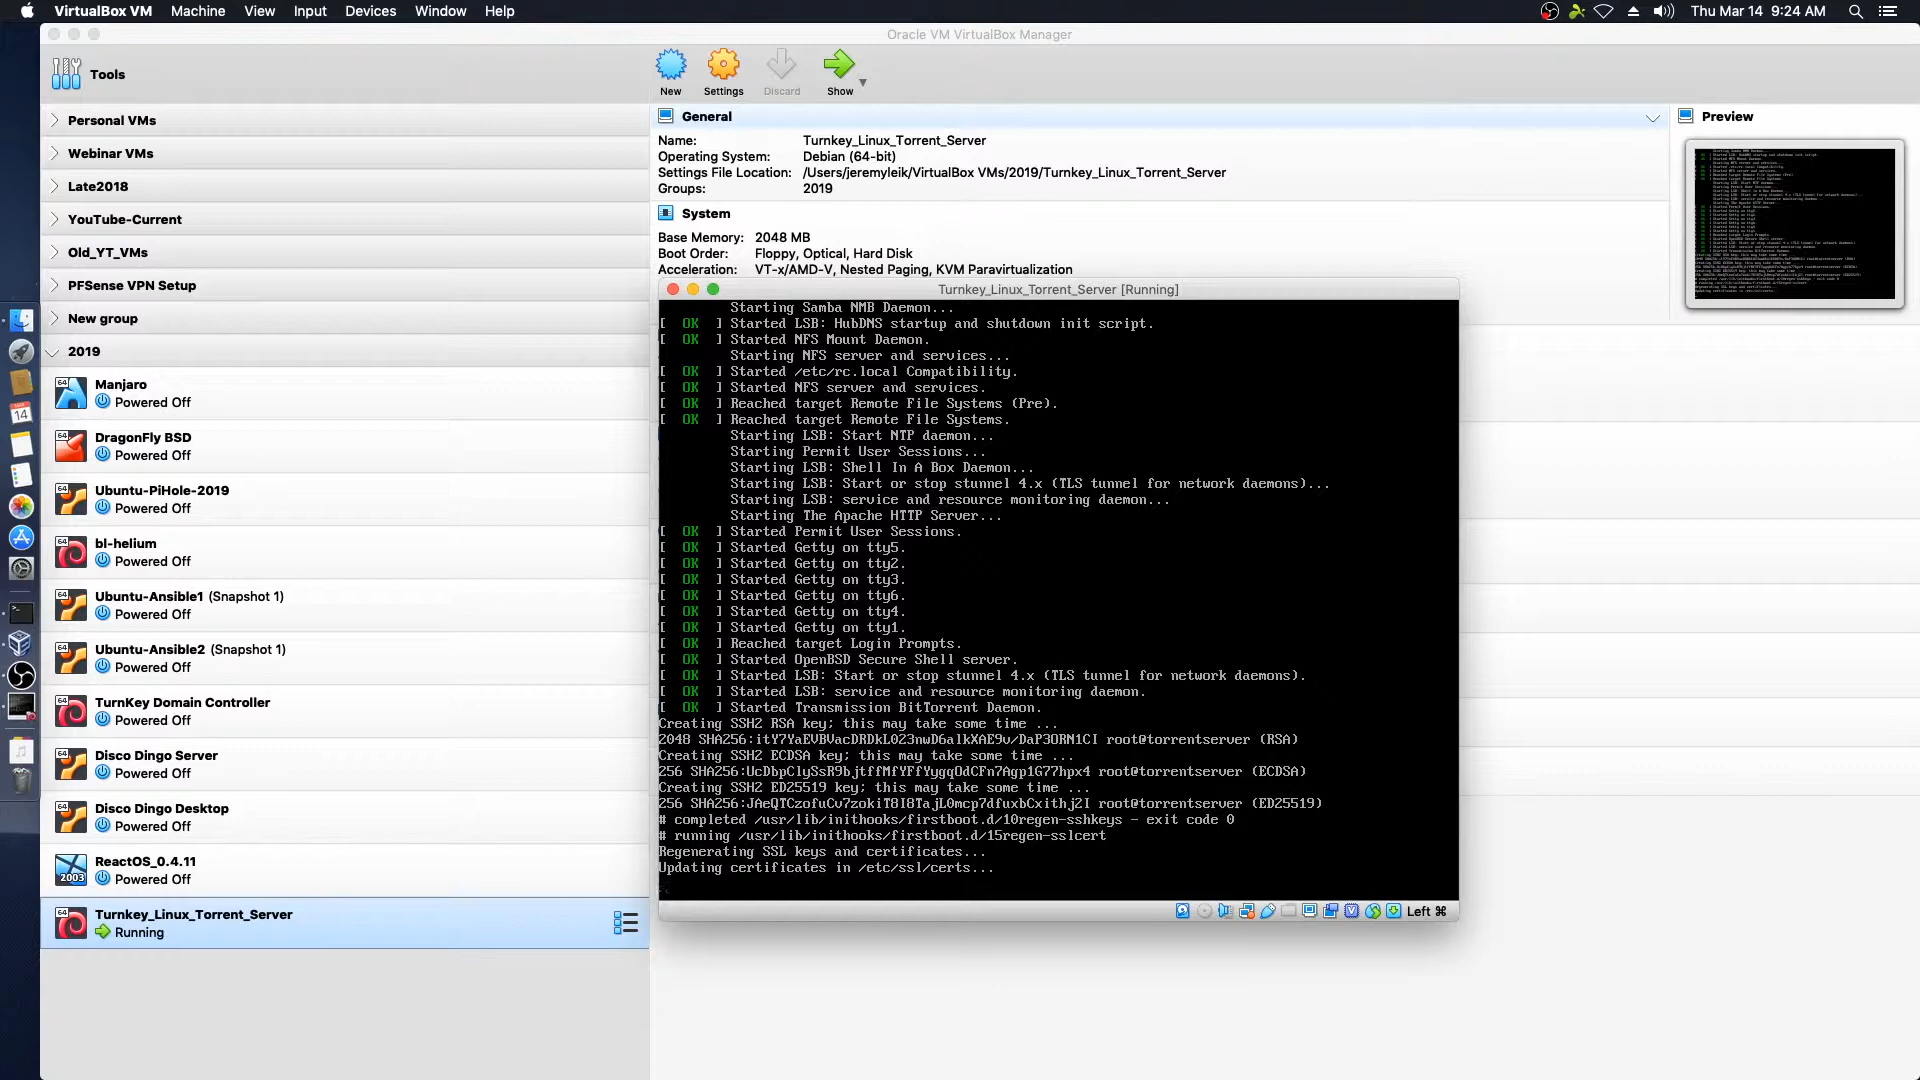 VirtualBox VM Machine View Input Devices Window Help Thu Mar 14 9:24 AM
Oracle VM VirtualBox Manager
Tools
New Settings Discard Show
Personal VMs
Webinar VMs
Late2018
YouTube-Current
Old_YT_VMs
PFSense VPN Setup
New group
2019
64
Manjaro
Powered Off
64
DragonFly BSD
Powered Off
64
Ubuntu-PiHole-2019
Powered Off
64
bl-helium
Powered Off
64
Ubuntu-Ansible1 (Snapshot 1)
Powered Off
64
Ubuntu-Ansible2 (Snapshot 1)
Powered Off
64
TurnKey Domain Controller
Powered Off
64
Disco Dingo Server
Powered Off
64
Disco Dingo Desktop
Powered Off
2003
ReactOS_0.4.11
Powered Off
64
Turnkey_Linux_Torrent_Server
Running
14
General
Name: Turnkey_Linux_Torrent_Server
Operating System: Debian (64-bit)
Settings File Location: /Users/jeremyleik/VirtualBox VMs/2019/Turnkey_Linux_Torrent_Server
Groups: 2019
System
Base Memory: 2048 MB
Boot Order: Floppy, Optical, Hard Disk
Acceleration: VT-x/AMD-V, Nested Paging, KVM Paravirtualization
Preview
Turnkey_Linux_Torrent_Server [Running]
Starting Samba NMB Daemon...
[ OK ] Started LSB: HubDNS startup and shutdown init script.
[ OK ] Started NFS Mount Daemon.
Starting NFS server and services...
[ OK ] Started /etc/rc.local Compatibility.
[ OK ] Started NFS server and services.
[ OK ] Reached target Remote File Systems (Pre).
[ OK ] Reached target Remote File Systems.
Starting LSB: Start NTP daemon...
Starting Permit User Sessions...
Starting LSB: Shell In A Box Daemon...
Starting LSB: Start or stop stunnel 4.x (TLS tunnel for network daemons)...
Starting LSB: service and resource monitoring daemon...
Starting The Apache HTTP Server...
[ OK ] Started Permit User Sessions.
[ OK ] Started Getty on tty5.
[ OK ] Started Getty on tty2.
[ OK ] Started Getty on tty3.
[ OK ] Started Getty on tty6.
[ OK ] Started Getty on tty4.
[ OK ] Started Getty on tty1.
[ OK ] Reached target Login Prompts.
[ OK ] Started OpenBSD Secure Shell server.
[ OK ] Started LSB: Start or stop stunnel 4.x (TLS tunnel for network daemons).
[ OK ] Started LSB: service and resource monitoring daemon.
[ OK ] Started Transmission BitTorrent Daemon.
Creating SSH2 RSA key; this may take some time ...
2048 SHA256:itY7YaEVBVacDRDkL023nwD6alkXAE9v/DaP3ORN1CI root@torrentserver (RSA)
Creating SSH2 ECDSA key; this may take some time ...
256 SHA256:UcDbpClySsR9bjtffMfYFfYygqOdCFn7Agp1G77hpx4 root@torrentserver (ECDSA)
Creating SSH2 ED25519 key; this may take some time ...
256 SHA256:JAeQTCzofuCv7zokiT8I8TajL0mcp7dfuxbCxithj2I root@torrentserver (ED25519)
# completed /usr/lib/inithooks/firstboot.d/10regen-sshkeys - exit code 0
# running /usr/lib/inithooks/firstboot.d/15regen-sslcert
Regenerating SSL keys and certificates...
Updating certificates in /etc/ssl/certs...
Left ⌘